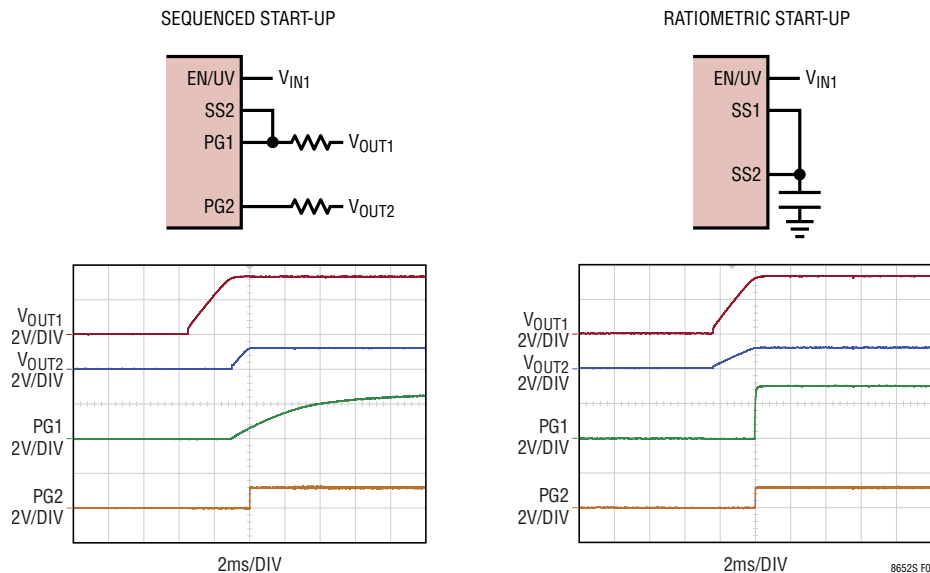 SEQUENCED START-UP
EN/UV
VIN1
SS2
PG1
VOUT1
PG2
VOUT2
VOUT1
2V/DIV
VOUT2
2V/DIV
PG1
2V/DIV
PG2
2V/DIV
2ms/DIV
RATIOMETRIC START-UP
EN/UV
VIN1
SS1
SS2
VOUT1
2V/DIV
VOUT2
2V/DIV
PG1
2V/DIV
PG2
2V/DIV
2ms/DIV
8652S F0